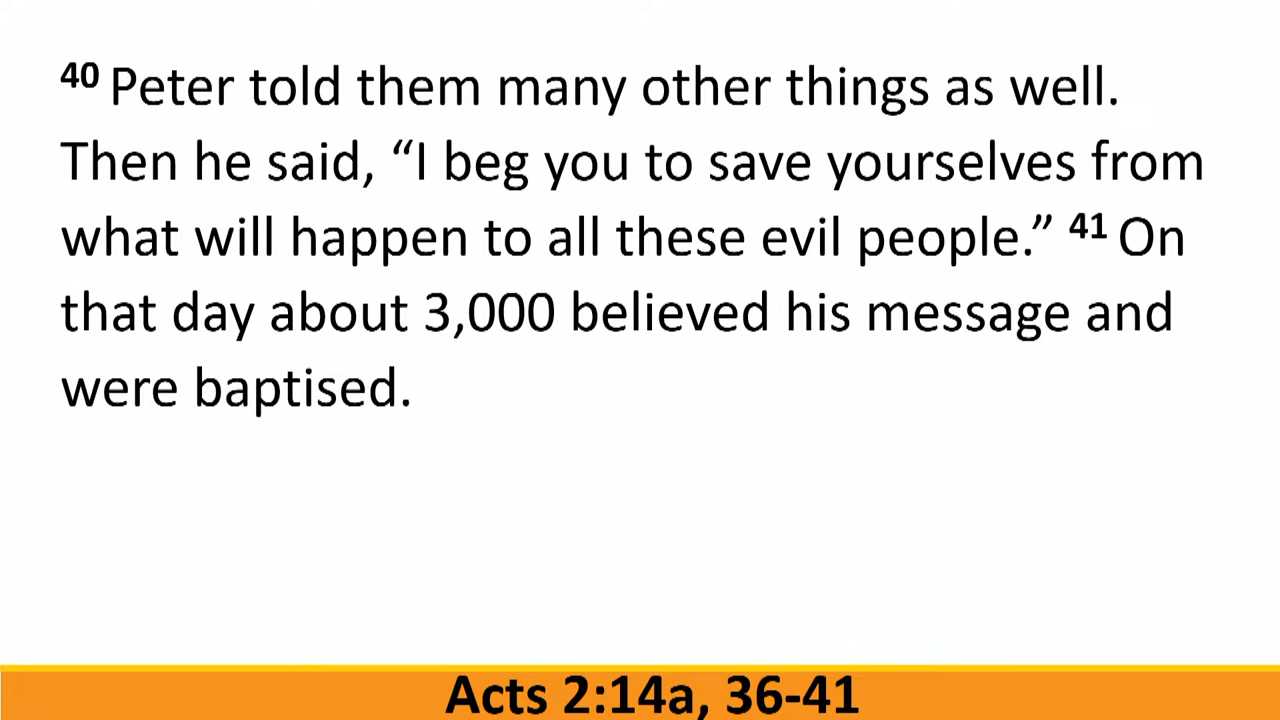 40 Peter told them many other things as well.
Then he said, “I beg you to save yourselves from
what will happen to all these evil people.” 41 On
that day about 3,000 believed his message and
were baptised.
Acts 2:14a, 36-41